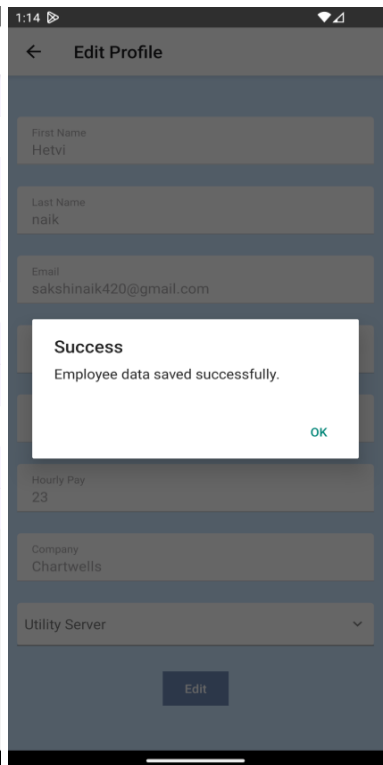 1:14
Edit Profile
First Name
Hetvi
Last Name
naik
Email
sakshinaik420@gmail.com
Success
Employee data saved successfully.
OK
Hourly Pay
23
Company
Chartwells
Utility Server
Edit